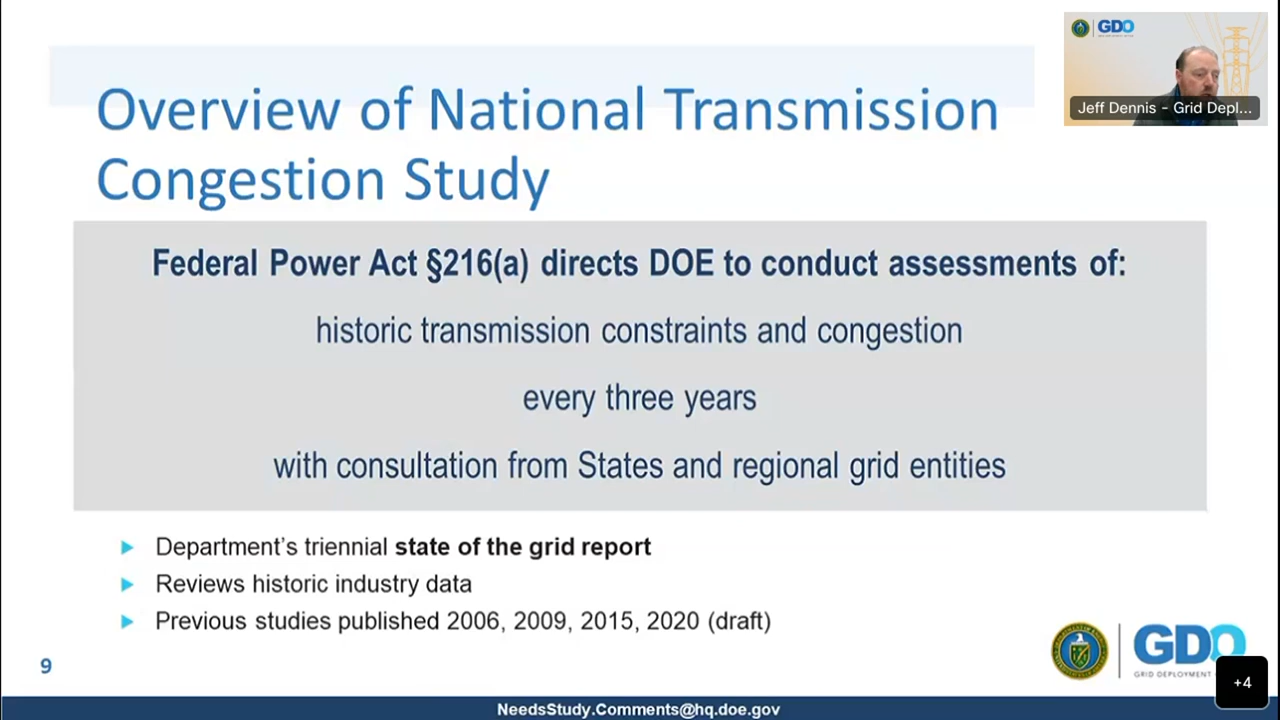 GDO
Jeff Dennis - Grid Depl...
Overview of National Transmission
Congestion Study
Federal Power Act §216(a) directs DOE to conduct assessments of:
historic transmission constraints and congestion
every three years
with consultation from States and regional grid entities
Department's triennial state of the grid report
Reviews historic industry data
Previous studies published 2006, 2009, 2015, 2020 (draft)
9
GDO
GRID DEPLOYMENT
+4
NeedsStudy.Comments@hq.doe.gov